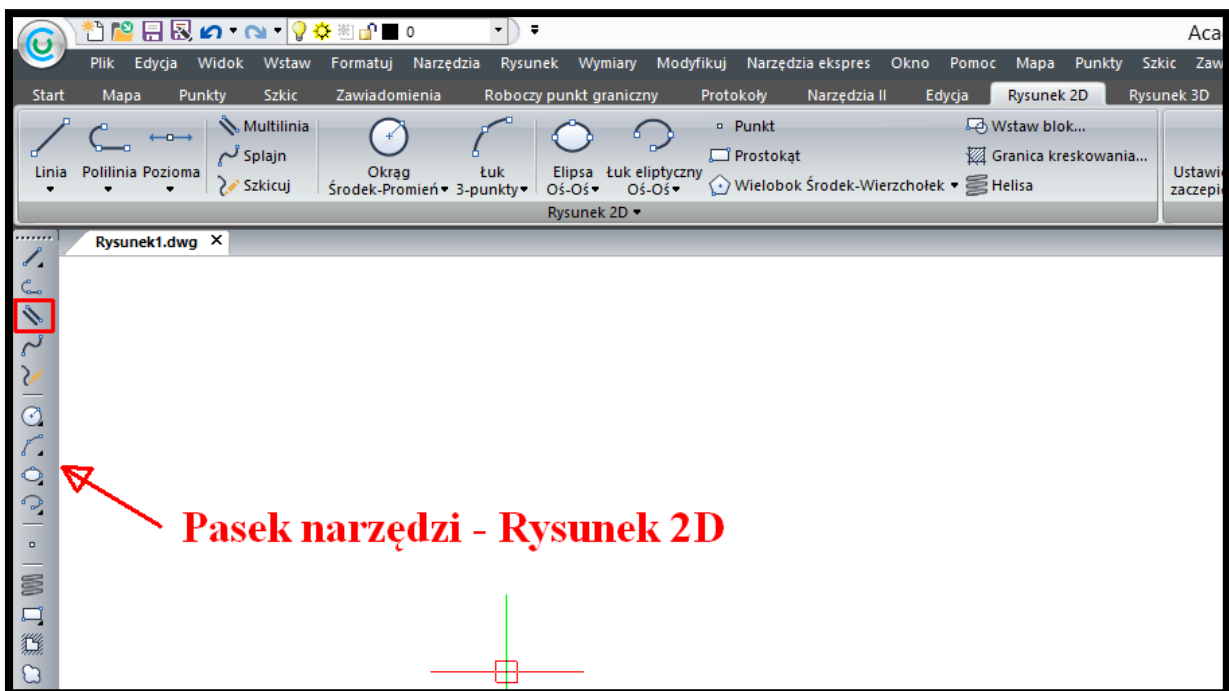 0
Aca
Plik Edycja Widok Wstaw Formatuj Narzędzia Rysunek Wymiary Modyfikuj Narzędzia ekspres Okno Pomoc Mapa Punkty Szkic Zaw
Start Mapa Punkty Szkic Zawiadomienia Roboczy punkt graniczny Protokoły Narzędzia II Edycja Rysunek 2D Rysunek 3D
Multilinia Punkt Wstaw blok...
Splajn Prostokąt Granica kreskowania...
Linia Polilinia Pozioma Okrąg Łuk Elipsa Łuk eliptyczny Ustawi
Szkicuj Środek-Promień 3-punkty Oś-Oś Oś-Oś Wielobok Środek-Wierzchołek Helisa zaczepi
Rysunek 2D
Rysunek1.dwg X
Pasek narzędzi - Rysunek 2D